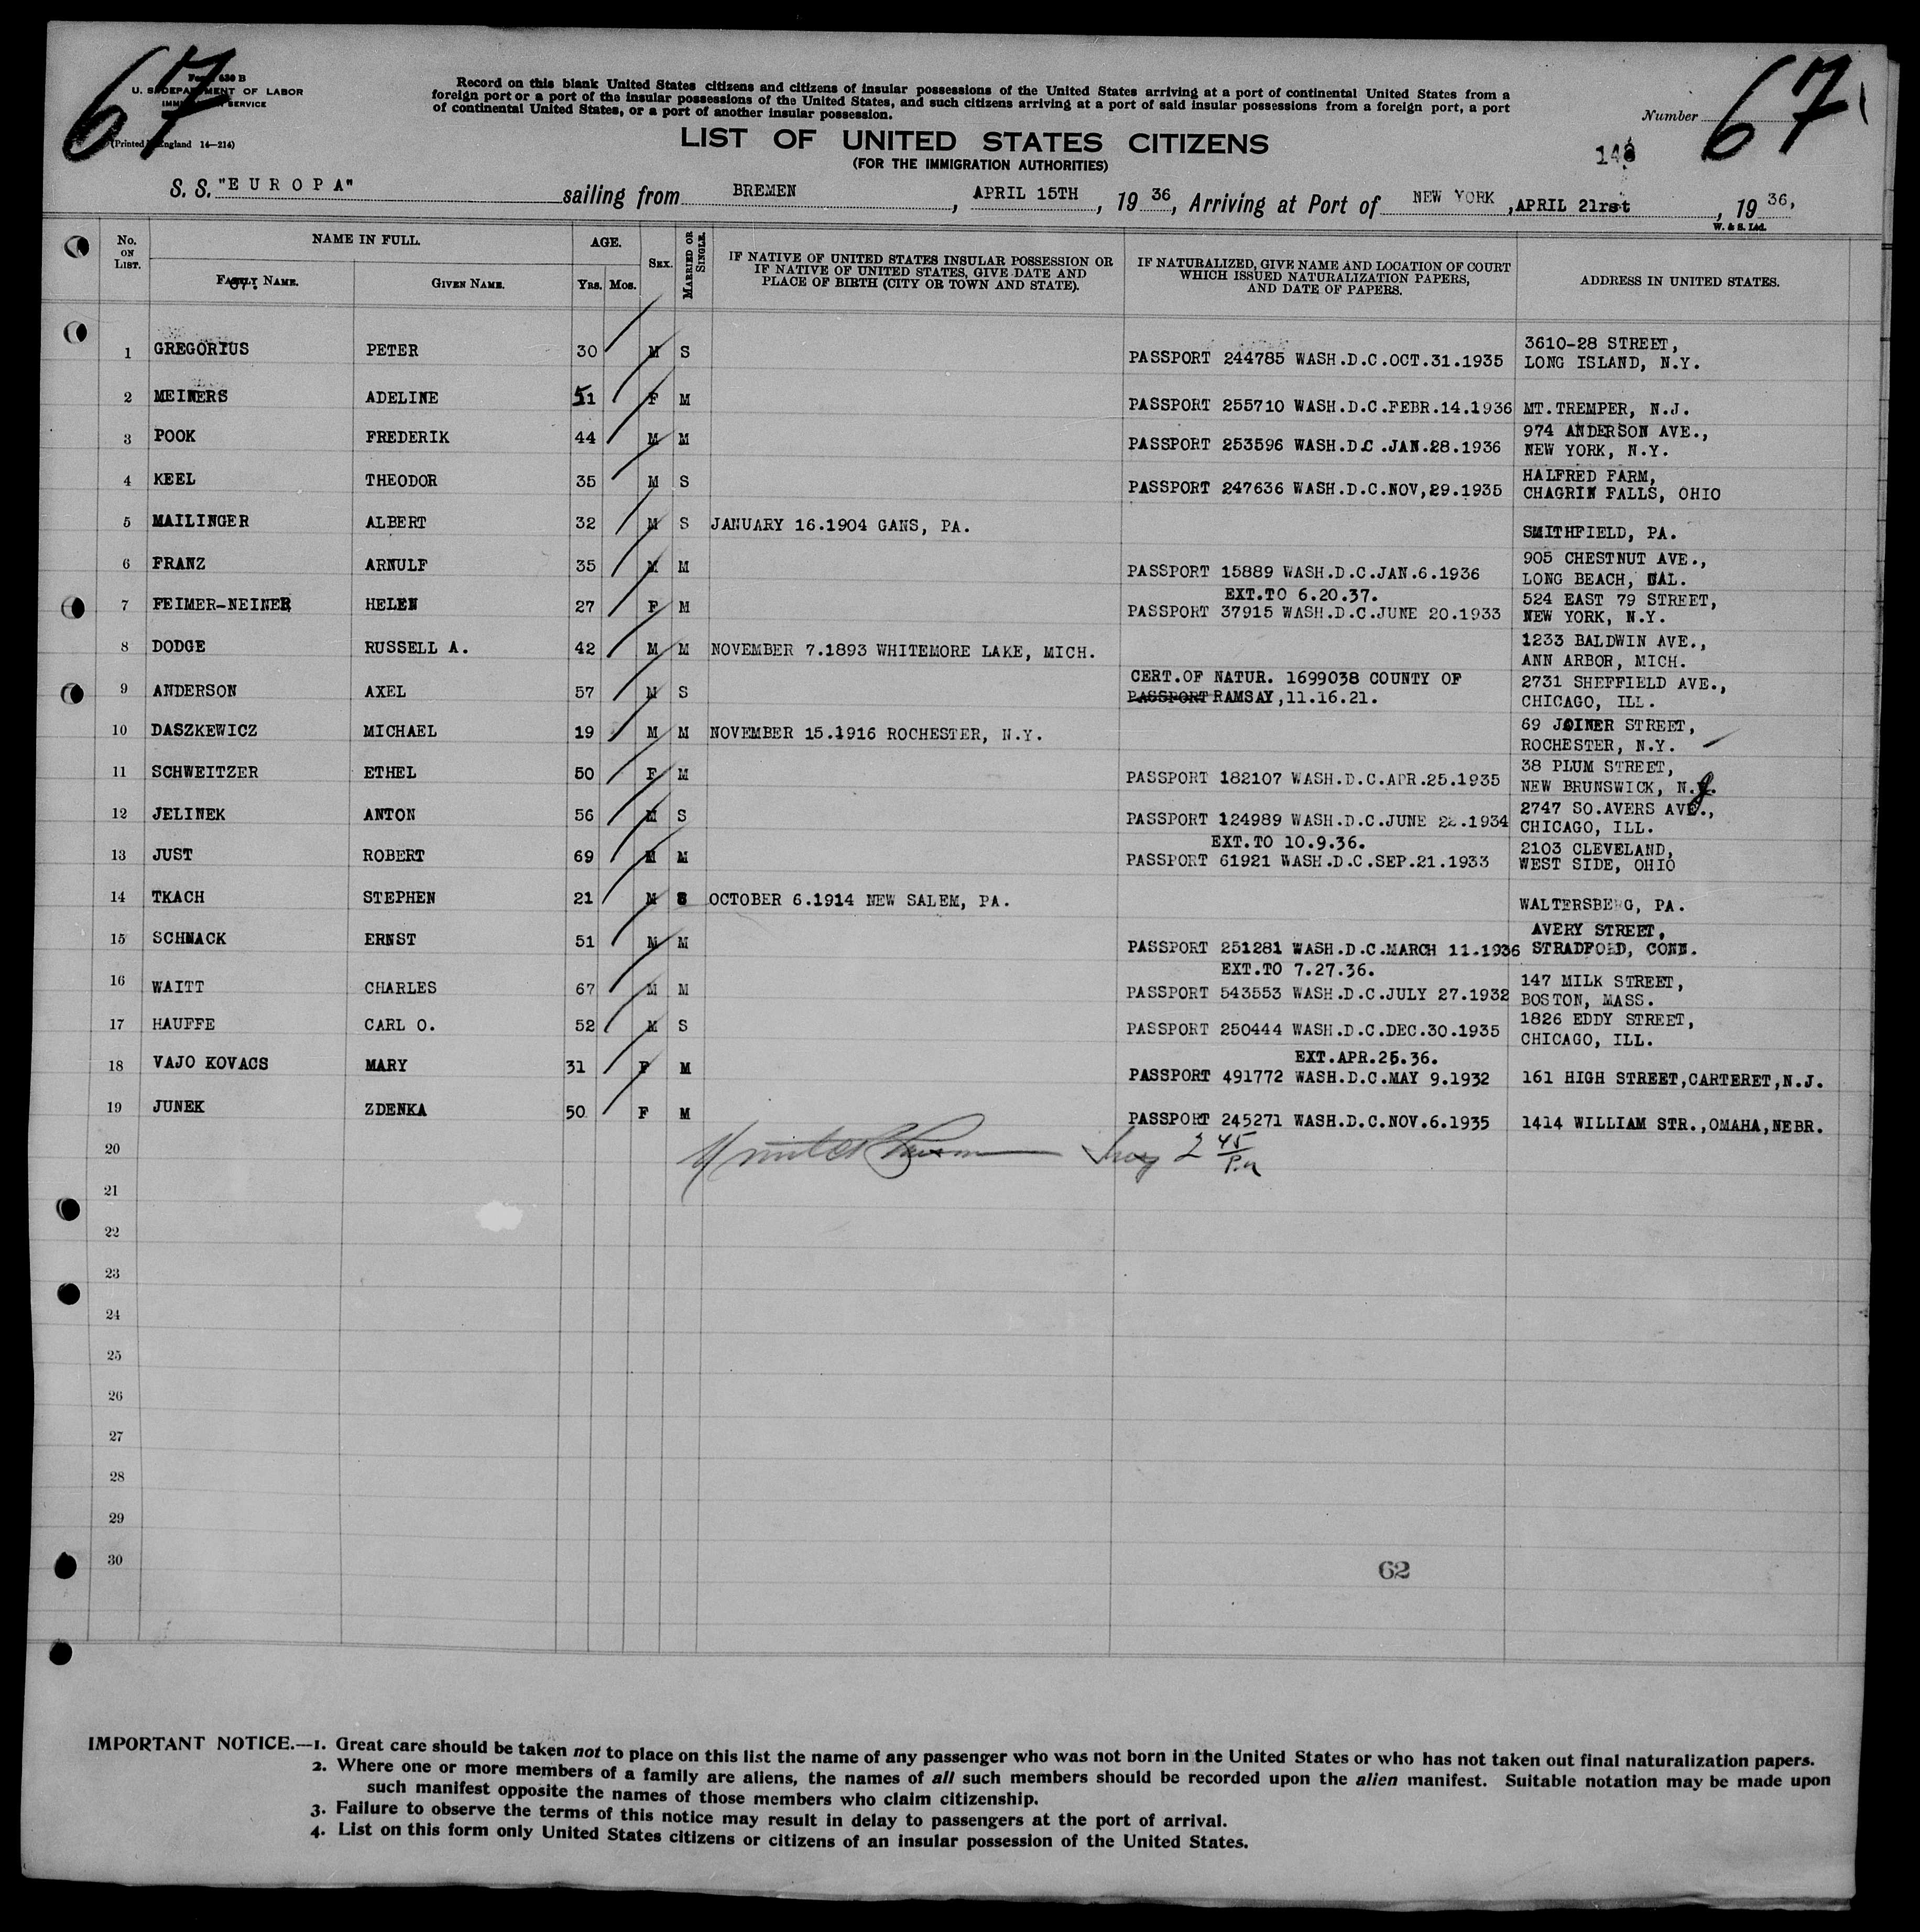 67
67
Form 630 B
U. S. DEPARTMENT OF LABOR
IMMIGRATION SERVICE
(Printed in England 14—214)
Record on this blank United States citizens and citizens of insular possessions of the United States arriving at a port of continental United States from a
foreign port or a port of the insular possessions of the United States, and such citizens arriving at a port of said insular possessions from a foreign port, a port
of continental United States, or a port of another insular possession.
Number
LIST OF UNITED STATES CITIZENS
(FOR THE IMMIGRATION AUTHORITIES)
S. S. "EUROPA" sailing from BREMEN, APRIL 15TH, 19 36, Arriving at Port of NEW YORK, APRIL 21rst, 19 36,
W. & S. Ltd.
No. ON LIST. NAME IN FULL. AGE. SEX. MARRIED OR SINGLE. IF NATIVE OF UNITED STATES INSULAR POSSESSION OR IF NATIVE OF UNITED STATES, GIVE DATE AND PLACE OF BIRTH (CITY OR TOWN AND STATE). IF NATURALIZED, GIVE NAME AND LOCATION OF COURT WHICH ISSUED NATURALIZATION PAPERS, AND DATE OF PAPERS. ADDRESS IN UNITED STATES.
FAMILY NAME. GIVEN NAME. Yrs. Mos.
1 GREGORIUS PETER 30 M S PASSPORT 244785 WASH.D.C.OCT.31.1935 3610-28 STREET,
LONG ISLAND, N.Y.
2 MEINERS ADELINE 51 F M PASSPORT 255710 WASH.D.C.FEBR.14.1936 MT.TREMPER, N.J.
3 POOK FREDERIK 44 M M PASSPORT 253596 WASH.D.C .JAN.28.1936 974 ANDERSON AVE.,
NEW YORK, N.Y.
4 KEEL THEODOR 35 M S PASSPORT 247636 WASH.D.C.NOV,29.1935 HALFRED FARM,
CHAGRIN FALLS, OHIO
5 MAILINGER ALBERT 32 M S JANUARY 16.1904 GANS, PA. SMITHFIELD, PA.
6 FRANZ ARNULF 35 M M PASSPORT 15889 WASH.D.C.JAN.6.1936 905 CHESTNUT AVE.,
LONG BEACH, CAL.
EXT.TO 6.20.37.
7 FEIMER-NEINER HELEN 27 F M PASSPORT 37915 WASH.D.C.JUNE 20.1933 524 EAST 79 STREET,
NEW YORK, N.Y.
8 DODGE RUSSELL A. 42 M M NOVEMBER 7.1893 WHITEMORE LAKE, MICH. 1233 BALDWIN AVE.,
ANN ARBOR, MICH.
CERT.OF NATUR. 1699038 COUNTY OF
9 ANDERSON AXEL 57 M S PASSPORT RAMSAY,11.16.21. 2731 SHEFFIELD AVE.,
CHICAGO, ILL.
10 DASZKEWICZ MICHAEL 19 M M NOVEMBER 15.1916 ROCHESTER, N.Y. 69 JOINER STREET,
ROCHESTER, N.Y.
11 SCHWEITZER ETHEL 50 F M PASSPORT 182107 WASH.D.C.APR.25.1935 38 PLUM STREET,
NEW BRUNSWICK, N.J.
12 JELINEK ANTON 56 M S PASSPORT 124989 WASH.D.C.JUNE 1934 2747 SO.AVERS AVE.,
CHICAGO, ILL.
EXT.TO 10.9.36.
13 JUST ROBERT 69 M M PASSPORT 61921 WASH.D.C.SEP.21.1933 2103 CLEVELAND,
WEST SIDE, OHIO
14 TKACH STEPHEN 21 M S OCTOBER 6.1914 NEW SALEM, PA. WALTERSBERG, PA.
15 SCHNACK ERNST 51 M M PASSPORT 251281 WASH.D.C.MARCH 11.1936 AVERY STREET,
STRADFORD, CONN.
EXT.TO 7.27.36.
16 WAITT CHARLES 67 M M PASSPORT 543553 WASH.D.C.JULY 27.1932 147 MILK STREET,
BOSTON, MASS.
17 HAUFFE CARL O. 52 M S PASSPORT 250444 WASH.D.C.DEC.30.1935 1826 EDDY STREET,
CHICAGO, ILL.
EXT.APR.25.36.
18 VAJO KOVACS MARY 31 F M PASSPORT 491772 WASH.D.C.MAY 9.1932 161 HIGH STREET,CARTERET,N.J.
19 JUNEK ZDENKA 50 F M PASSPORT 245271 WASH.D.C.NOV.6.1935 1414 WILLIAM STR.,OMAHA,NEBR.
20 2 45 P.M
21
22
23
24
25
26
27
28
29
30
62
IMPORTANT NOTICE.—1. Great care should be taken not to place on this list the name of any passenger who was not born in the United States or who has not taken out final naturalization papers.
2. Where one or more members of a family are aliens, the names of all such members should be recorded upon the alien manifest. Suitable notation may be made upon
such manifest opposite the names of those members who claim citizenship.
3. Failure to observe the terms of this notice may result in delay to passengers at the port of arrival.
4. List on this form only United States citizens or citizens of an insular possession of the United States.